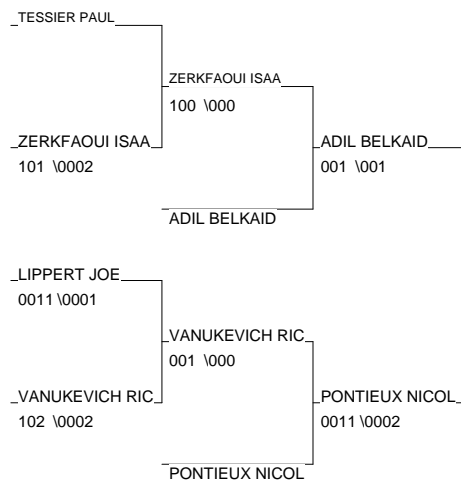 TESSIER PAUL
ZERKFAOUI ISAA
100 \000
ZERKFAOUI ISAA
101 \0002
ADIL BELKAID
001 \001
ADIL BELKAID
LIPPERT JOE
0011 \0001
VANUKEVICH RIC
001 \000
VANUKEVICH RIC
102 \0002
PONTIEUX NICOL
0011 \0002
PONTIEUX NICOL